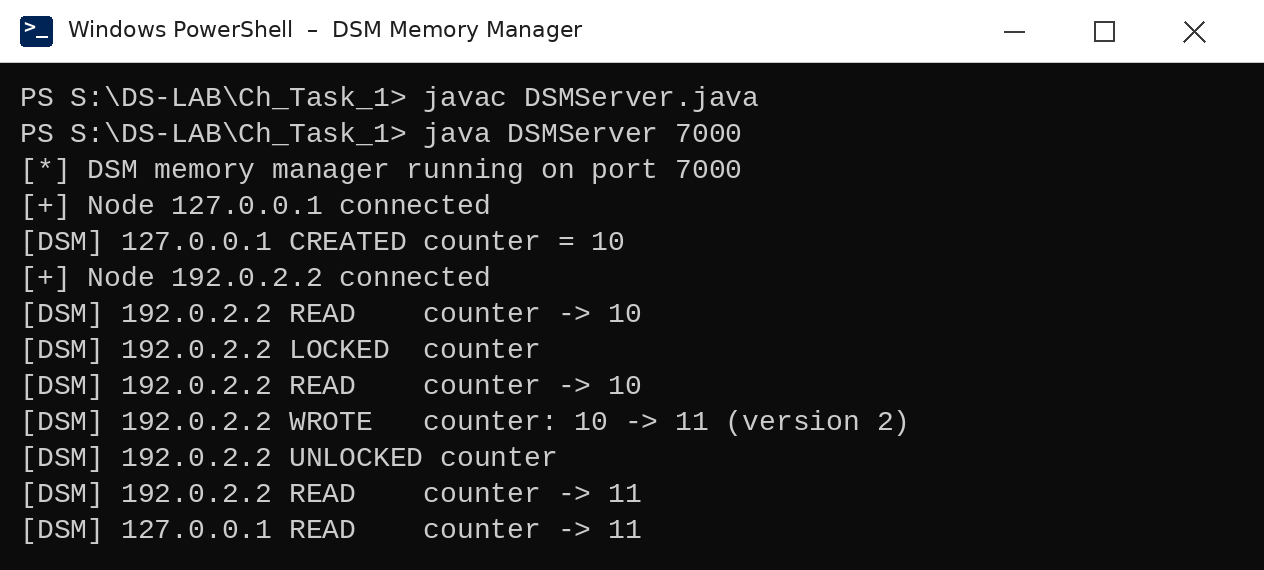 Windows PowerShell – DSM Memory Manager
PS S:\DS-LAB\Ch_Task_1> javac DSMServer.java
PS S:\DS-LAB\Ch_Task_1> java DSMServer 7000
[*] DSM memory manager running on port 7000
[+] Node 127.0.0.1 connected
[DSM] 127.0.0.1 CREATED counter = 10
[+] Node 192.0.2.2 connected
[DSM] 192.0.2.2 READ    counter -> 10
[DSM] 192.0.2.2 LOCKED  counter
[DSM] 192.0.2.2 READ    counter -> 10
[DSM] 192.0.2.2 WROTE   counter: 10 -> 11 (version 2)
[DSM] 192.0.2.2 UNLOCKED counter
[DSM] 192.0.2.2 READ    counter -> 11
[DSM] 127.0.0.1 READ    counter -> 11